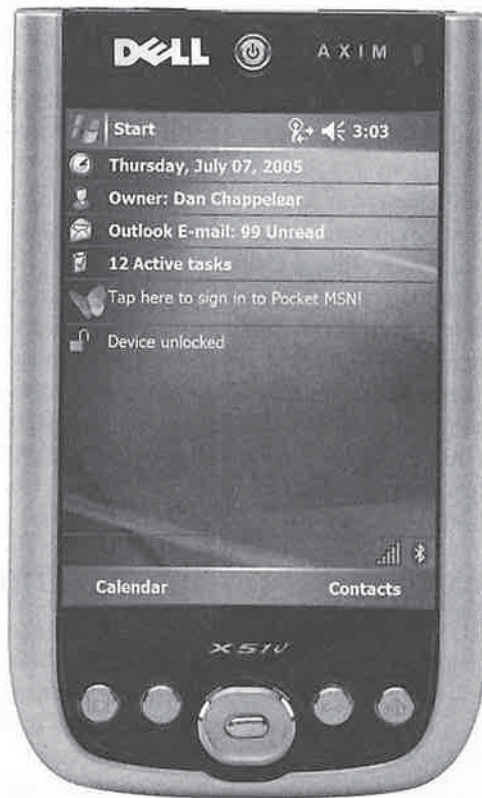 DELL AXIM
Start 3:03
Thursday, July 07, 2005
Owner: Dan Chappelear
Outlook E-mail: 99 Unread
12 Active tasks
Tap here to sign in to Pocket MSN!
Device unlocked
Calendar Contacts
X51v